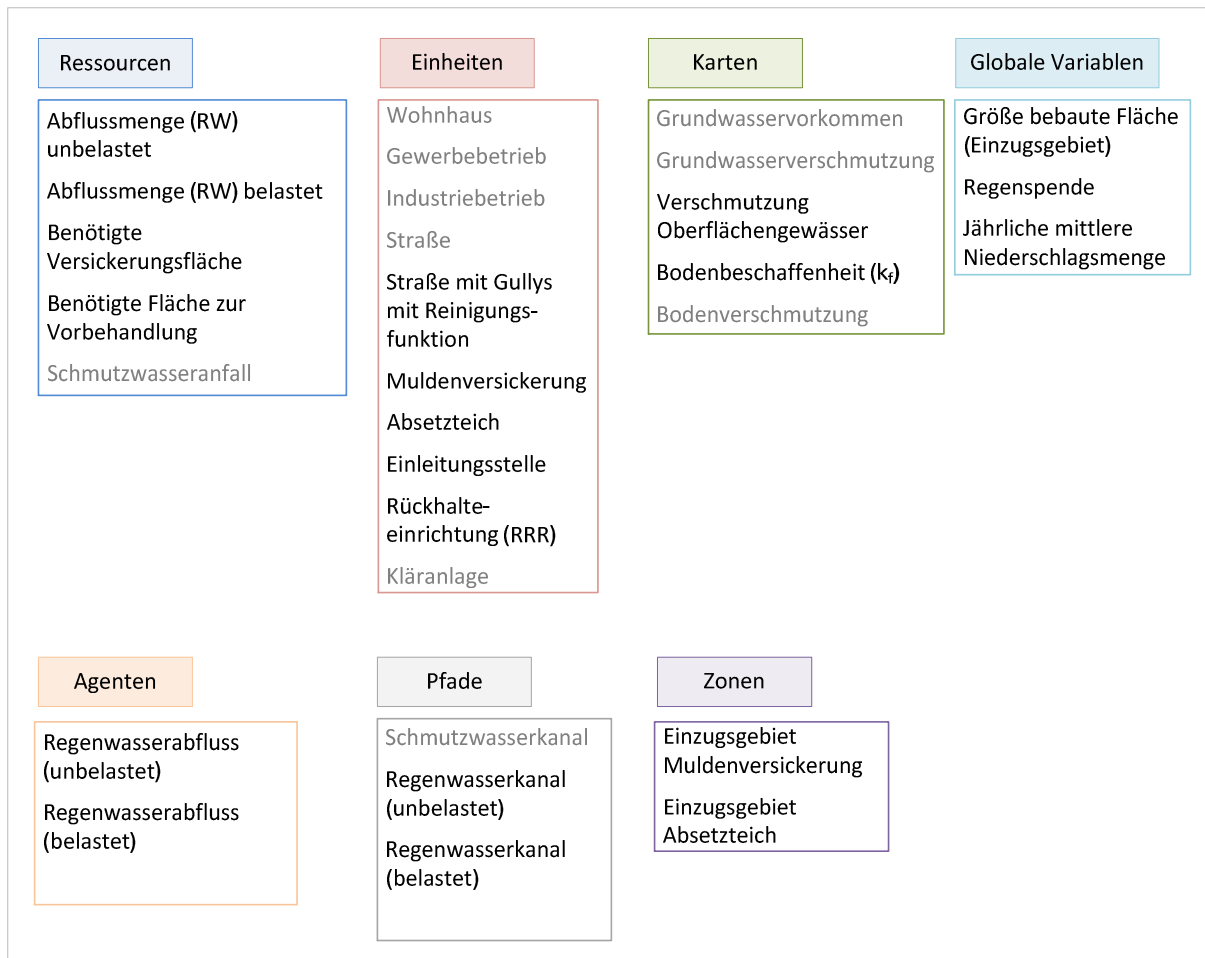 Ressourcen
Abflussmenge (RW)
unbelastet
Abflussmenge (RW) belastet
Benötigte
Versickerungsfläche
Benötigte Fläche zur
Vorbehandlung
Schmutzwasseranfall
Einheiten
Wohnhaus
Gewerbebetrieb
Industriebetrieb
Straße
Straße mit Gullys
mit Reinigungs-
funktion
Muldenversickerung
Absetzteich
Einleitungsstelle
Rückhalte-
einrichtung (RRR)
Kläranlage
Karten
Grundwasservorkommen
Grundwasserverschmutzung
Verschmutzung
Oberflächengewässer
Bodenbeschaffenheit (kf)
Bodenverschmutzung
Globale Variablen
Größe bebaute Fläche
(Einzugsgebiet)
Regenspende
Jährliche mittlere
Niederschlagsmenge
Agenten
Regenwasserabfluss
(unbelastet)
Regenwasserabfluss
(belastet)
Pfade
Schmutzwasserkanal
Regenwasserkanal
(unbelastet)
Regenwasserkanal
(belastet)
Zonen
Einzugsgebiet
Muldenversickerung
Einzugsgebiet
Absetzteich